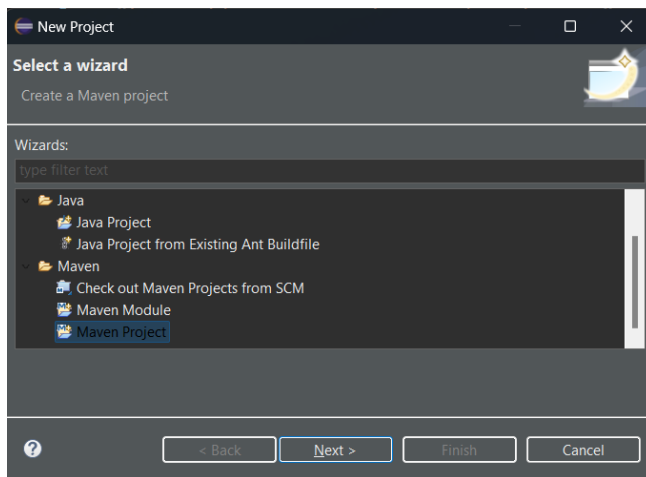 New Project
Select a wizard
Create a Maven project
Wizards:
type filter text
Java
Java Project
Java Project from Existing Ant Buildfile
Maven
Check out Maven Projects from SCM
Maven Module
Maven Project
? < Back Next > Finish Cancel